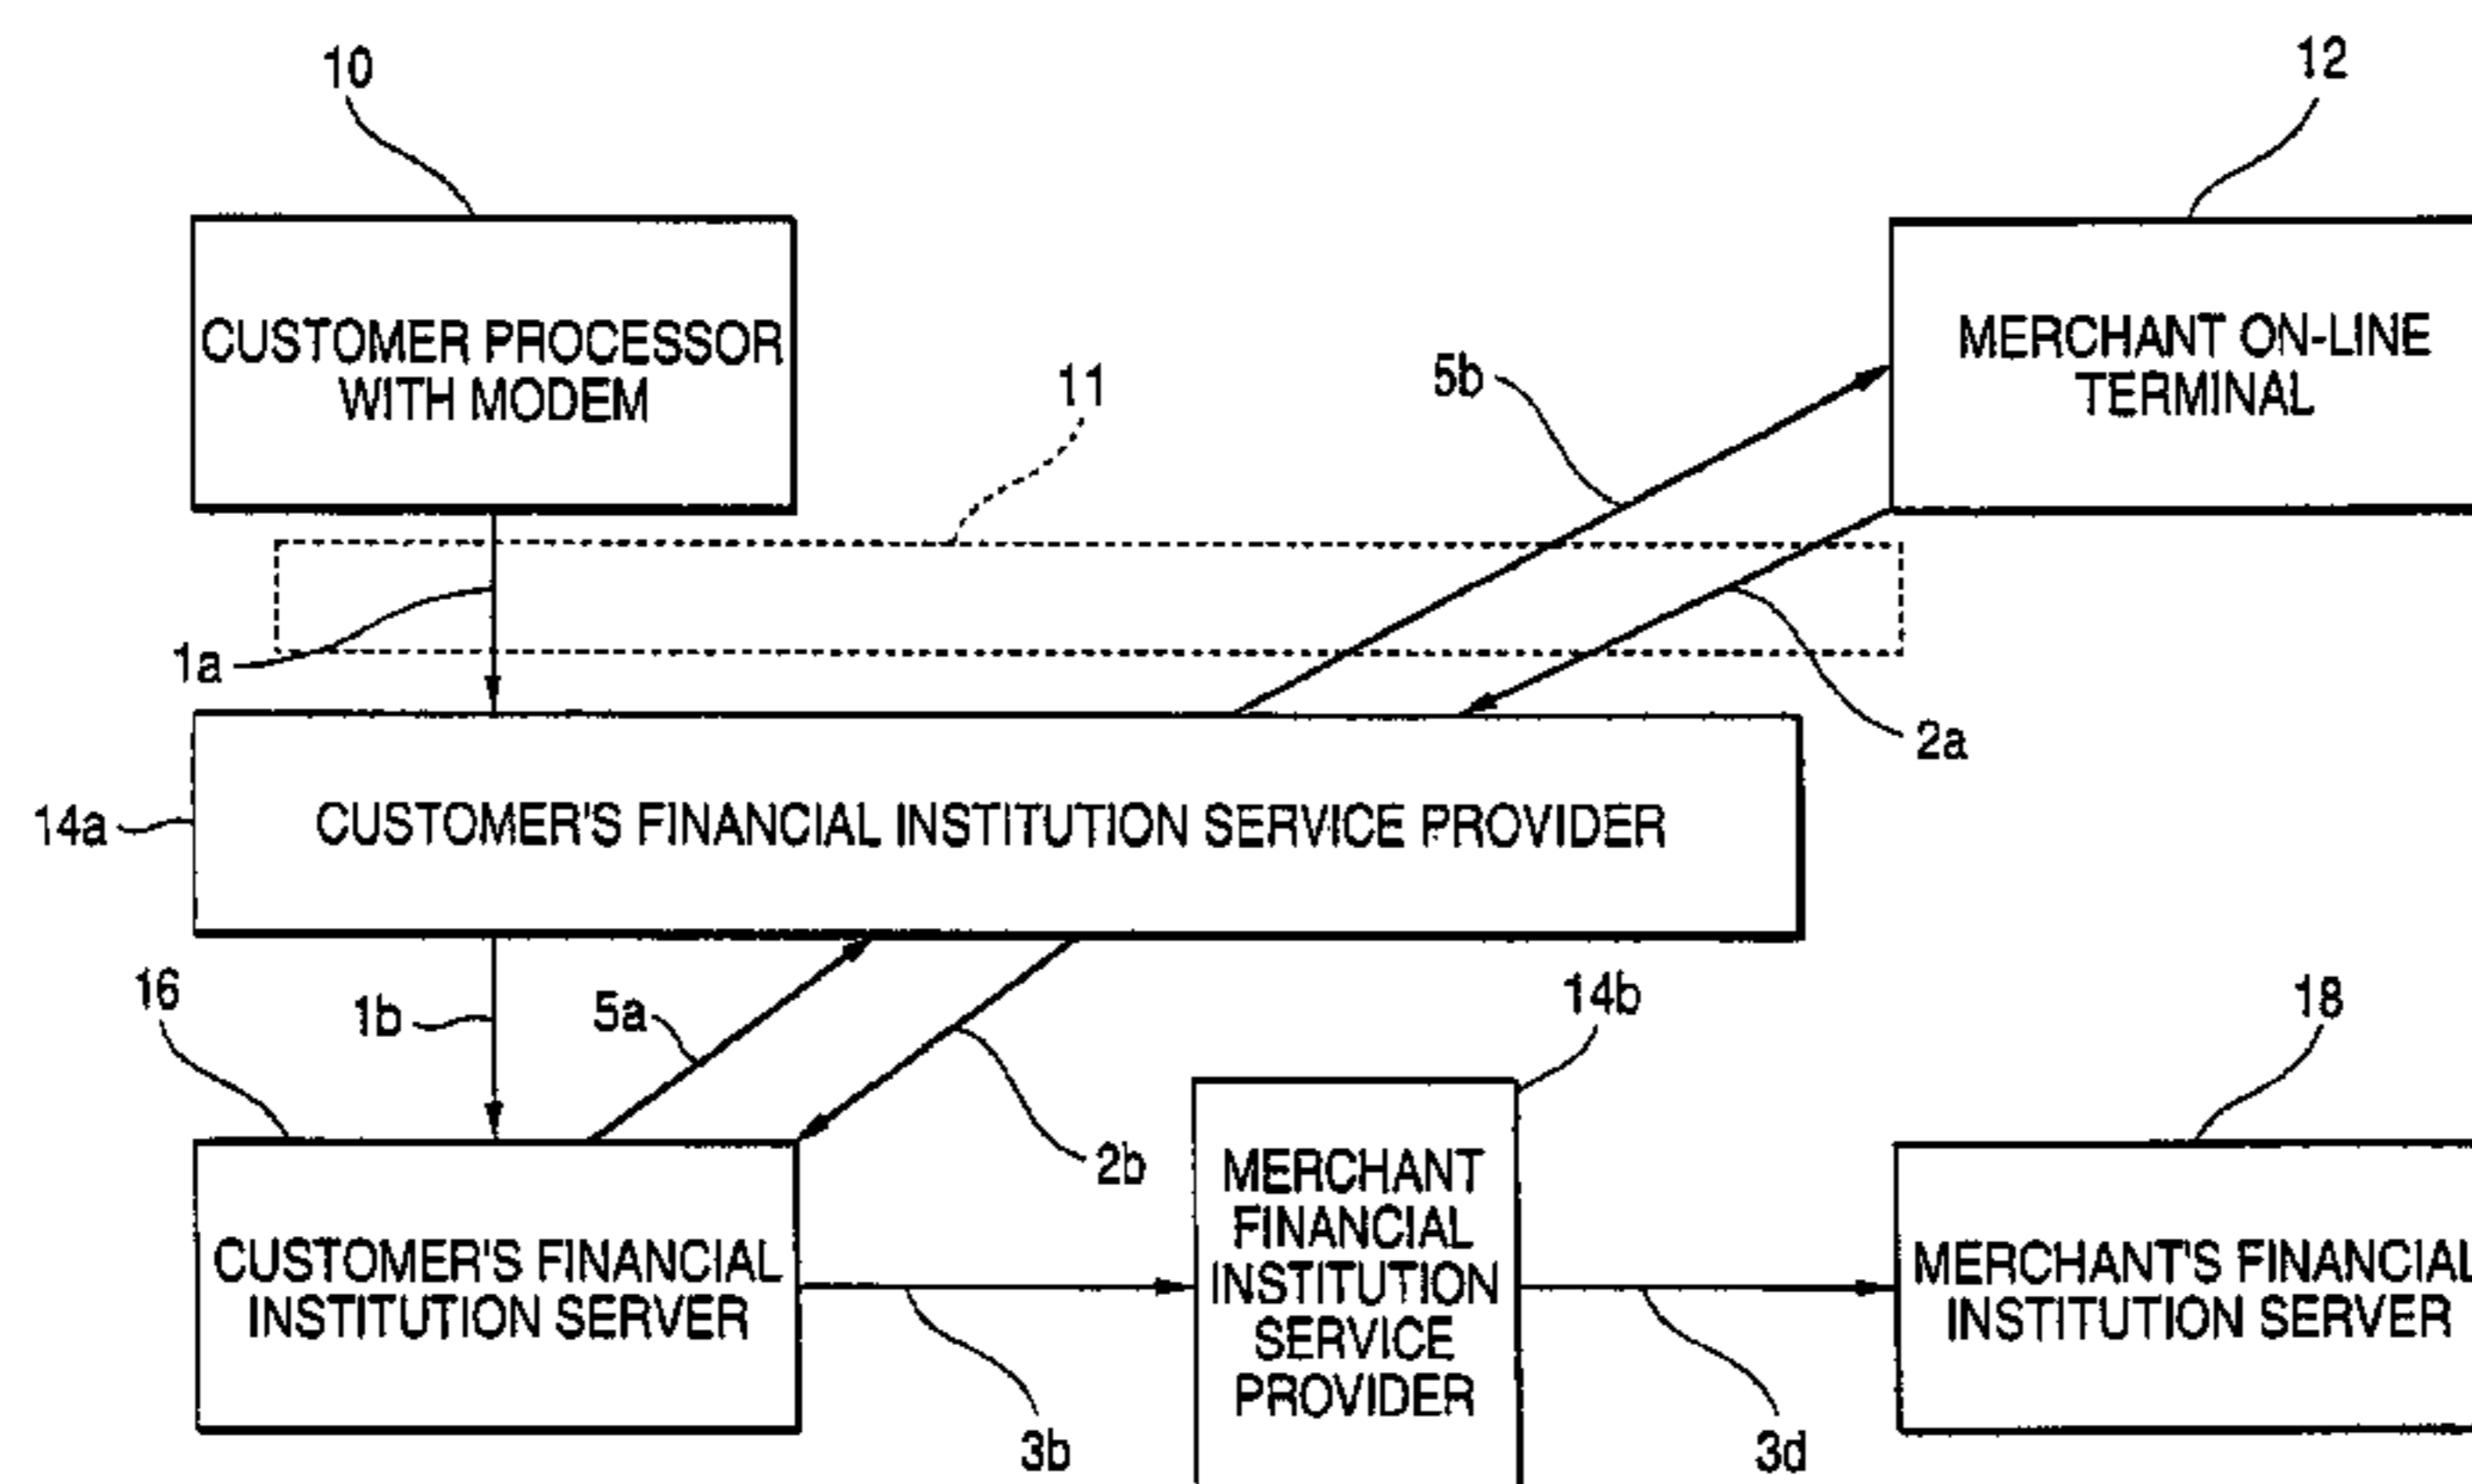 10
12
CUSTOMER PROCESSOR
WITH MODEM
MERCHANT ON-LINE
TERMINAL
11
5b
1a
2a
14a
CUSTOMER'S FINANCIAL INSTITUTION SERVICE PROVIDER
16
1b
5a
14b
18
2b
CUSTOMER'S FINANCIAL
INSTITUTION SERVER
MERCHANT
FINANCIAL
INSTITUTION
SERVICE
PROVIDER
MERCHANT'S FINANCIAL
INSTITUTION SERVER
3b
3d